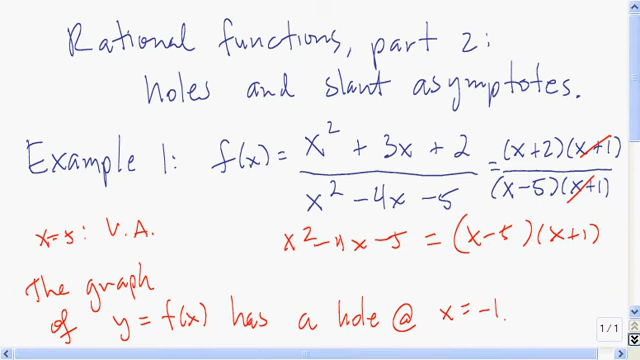 Rational functions, part 2:
holes and slant asymptotes.
Example 1: f(x) = (x² + 3x + 2)/(x² - 4x - 5) = ((x+2)(x+1))/((x-5)(x+1))
x=5: V.A. x² - 4x - 5 = (x-5)(x+1)
The graph
of y = f(x) has a hole @ x = -1.
1/1